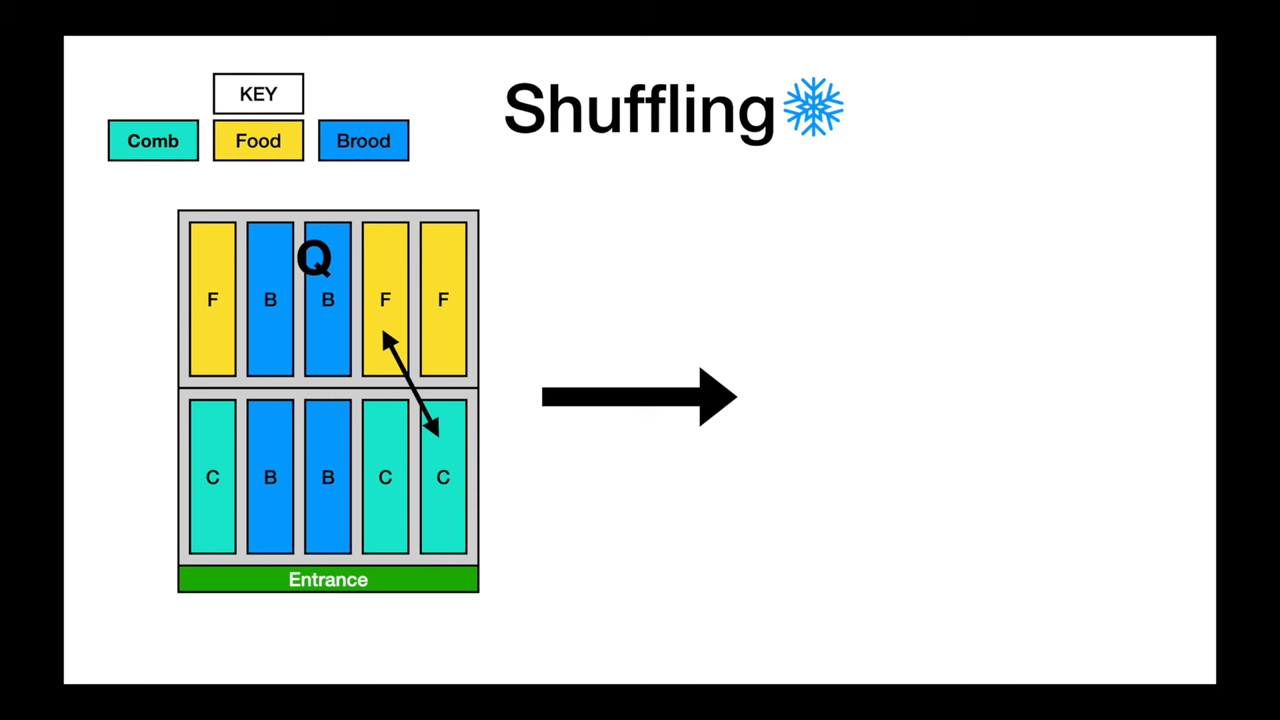 Shuffling
KEY
Comb Food Brood
Q
F B B F F
C B B C C
Entrance